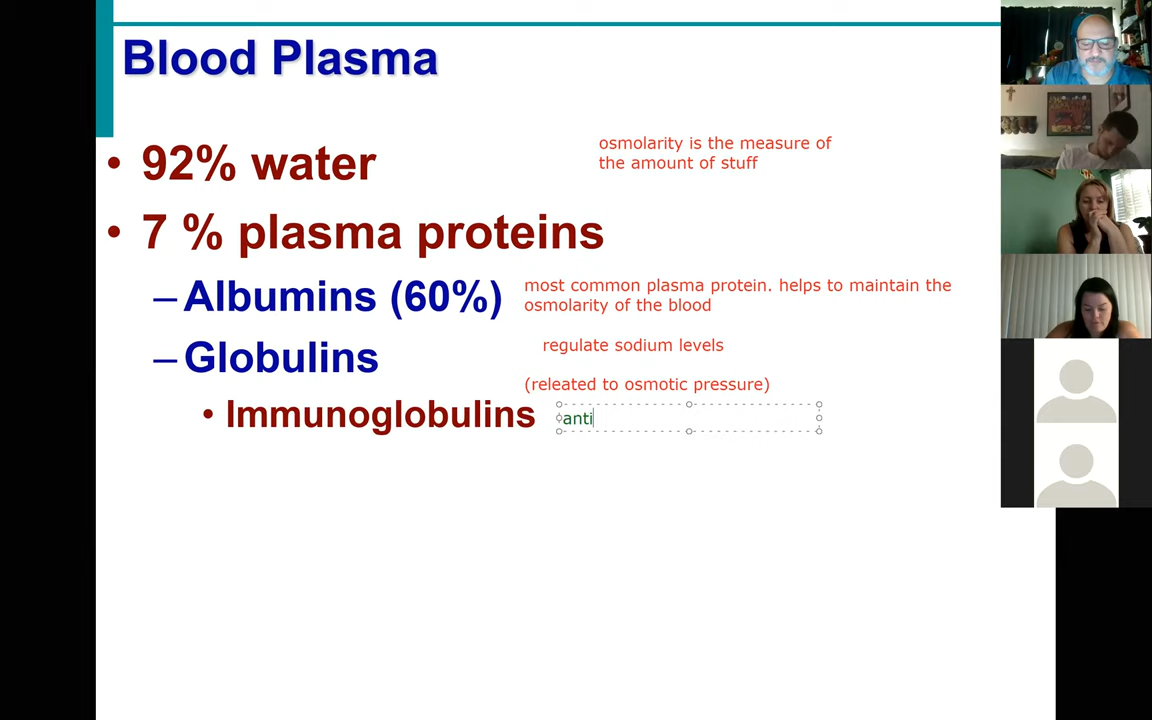 Blood Plasma
• 92% water
osmolarity is the measure of
the amount of stuff
• 7 % plasma proteins
– Albumins (60%)
most common plasma protein. helps to maintain the
osmolarity of the blood
– Globulins
regulate sodium levels
(releated to osmotic pressure)
• Immunoglobulins
anti